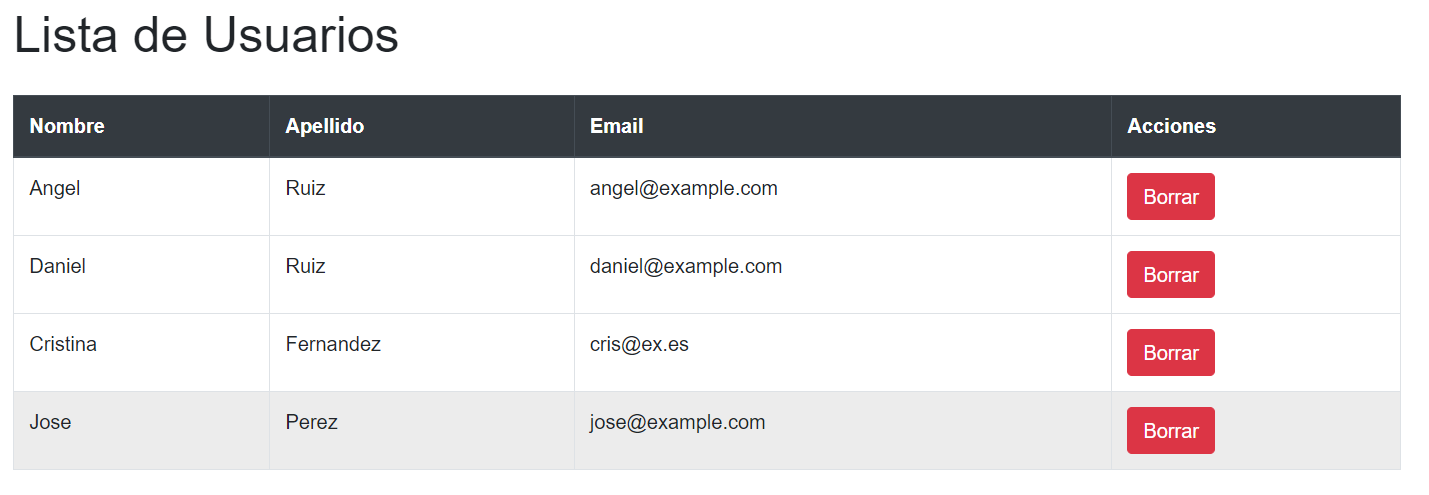 Lista de Usuarios
Nombre Apellido Email Acciones
Angel Ruiz angel@example.com Borrar
Daniel Ruiz daniel@example.com Borrar
Cristina Fernandez cris@ex.es Borrar
Jose Perez jose@example.com Borrar